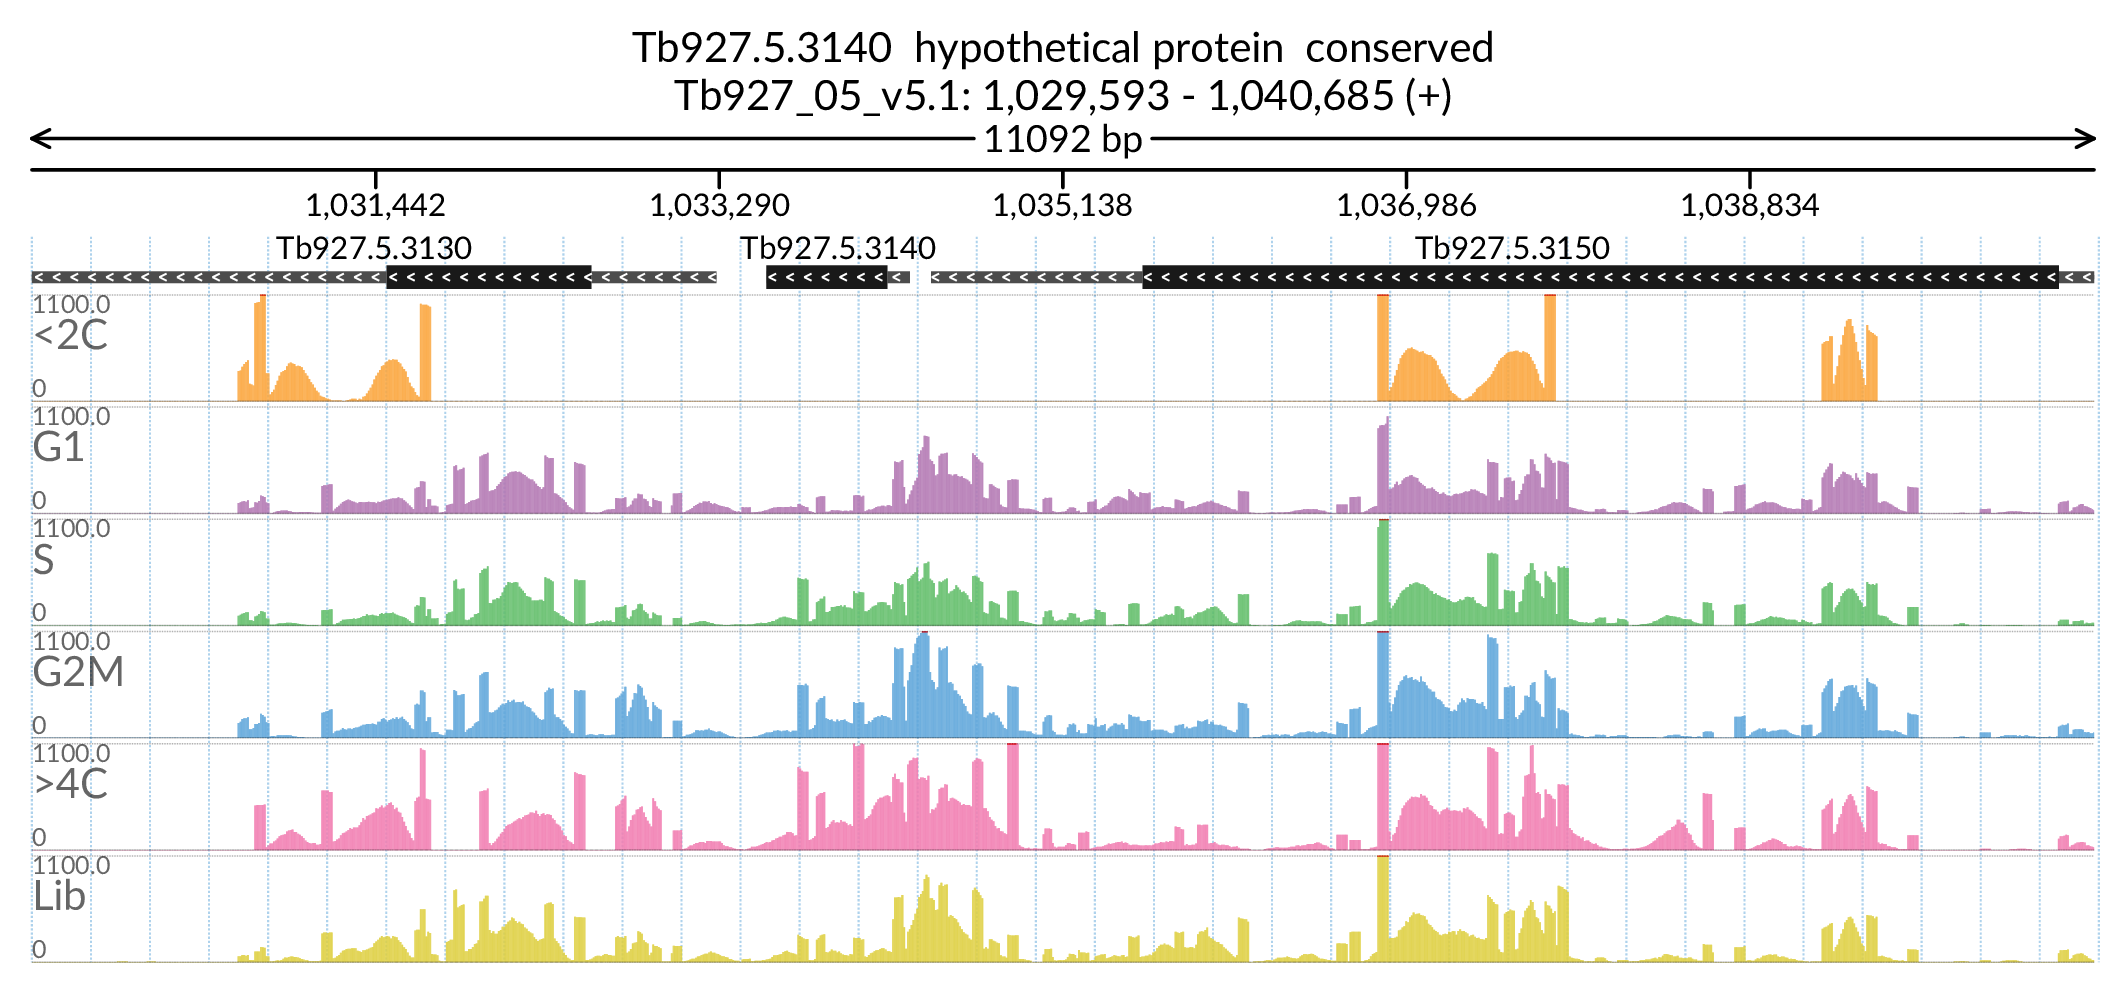 Tb927.5.3140 hypothetical protein conserved
Tb927_05_v5.1: 1,029,593 - 1,040,685 (+)
11092 bp
1,031,442 1,033,290 1,035,138 1,036,986 1,038,834
Tb927.5.3130 Tb927.5.3140 Tb927.5.3150
1100.0
<2C
0
1100.0
G1
0
1100.0
S
0
1100.0
G2M
0
1100.0
>4C
0
1100.0
Lib
0